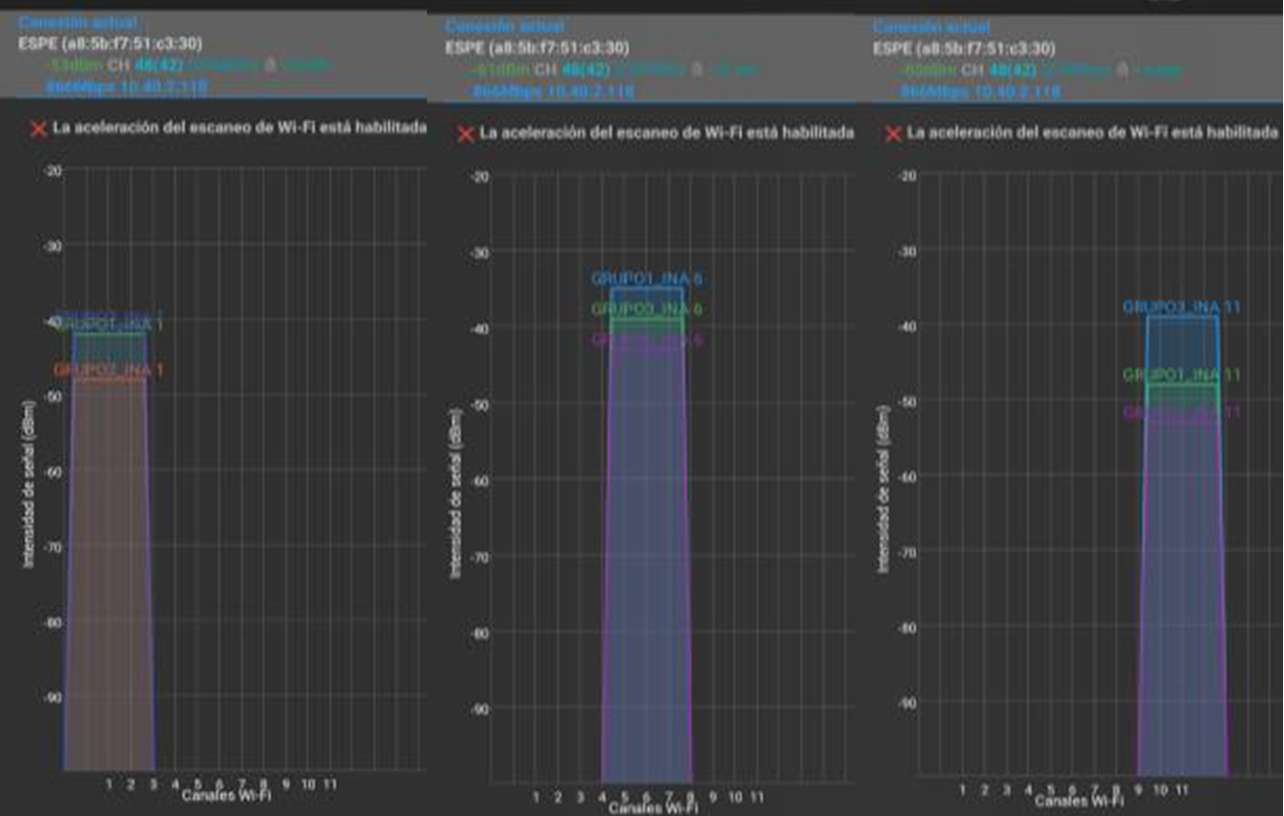 Conexión actual
ESPE (a8:5b:f7:51:c3:30)
-53dBm CH 48(42)
866Mbps 10.40.2.118
La aceleración del escaneo de Wi-Fi está habilitada
-20
-30
-40
-50
-60
-70
-80
-90
Intensidad de señal (dBm)
GRUPO1_INA 1
GRUPO2_INA 1
1 2 3 4 5 6 7 8 9 10 11
Canales Wi-Fi
Conexión actual
ESPE (a8:5b:f7:51:c3:30)
-61dBm CH 48(42)
866Mbps 10.40.2.118
La aceleración del escaneo de Wi-Fi está habilitada
-20
-30
-40
-50
-60
-70
-80
-90
Intensidad de señal (dBm)
GRUPO1_INA 6
GRUPO3_INA 6
1 2 3 4 5 6 7 8 9 10 11
Canales Wi-Fi
Conexión actual
ESPE (a8:5b:f7:51:c3:30)
CH 48(42)
866Mbps 10.40.2.118
La aceleración del escaneo de Wi-Fi está habilitada
-20
-30
-40
-50
-60
-70
-80
-90
Intensidad de señal (dBm)
GRUPO3_INA 11
GRUPO1_INA 11
1 2 3 4 5 6 7 8 9 10 11
Canales Wi-Fi